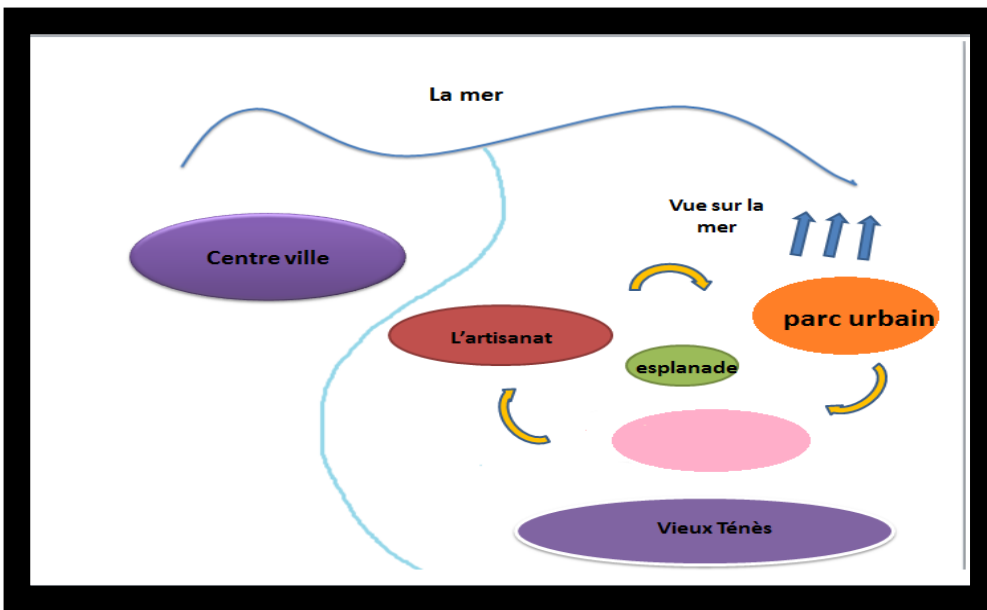 La mer
Vue sur la
mer
Centre ville
parc urbain
L’artisanat
esplanade
Vieux Ténès